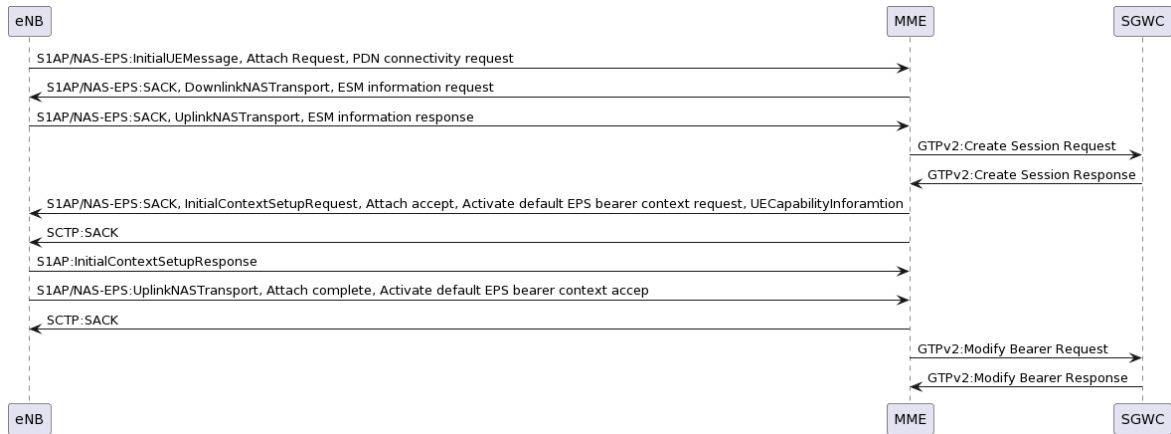 eNB MME SGWC
S1AP/NAS-EPS:InitialUEMessage, Attach Request, PDN connectivity request
S1AP/NAS-EPS:SACK, DownlinkNASTransport, ESM information request
S1AP/NAS-EPS:SACK, UplinkNASTransport, ESM information response
GTPv2:Create Session Request
GTPv2:Create Session Response
S1AP/NAS-EPS:SACK, InitialContextSetupRequest, Attach accept, Activate default EPS bearer context request, UECapabilityInforamtion
SCTP:SACK
S1AP:InitialContextSetupResponse
S1AP/NAS-EPS:UplinkNASTransport, Attach complete, Activate default EPS bearer context accep
SCTP:SACK
GTPv2:Modify Bearer Request
GTPv2:Modify Bearer Response
eNB MME SGWC